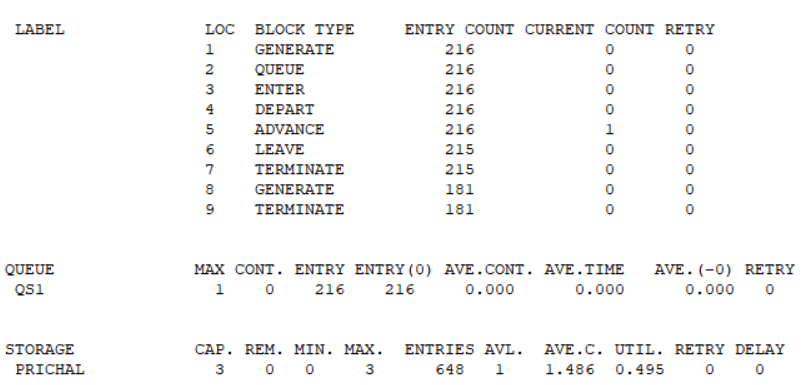 LABEL LOC BLOCK TYPE ENTRY COUNT CURRENT COUNT RETRY
1 GENERATE 216 0 0
2 QUEUE 216 0 0
3 ENTER 216 0 0
4 DEPART 216 0 0
5 ADVANCE 216 1 0
6 LEAVE 215 0 0
7 TERMINATE 215 0 0
8 GENERATE 181 0 0
9 TERMINATE 181 0 0
QUEUE MAX CONT. ENTRY ENTRY(0) AVE.CONT. AVE.TIME AVE.(-0) RETRY
QS1 1 0 216 216 0.000 0.000 0.000 0
STORAGE CAP. REM. MIN. MAX. ENTRIES AVL. AVE.C. UTIL. RETRY DELAY
PRICHAL 3 0 0 3 648 1 1.486 0.495 0 0